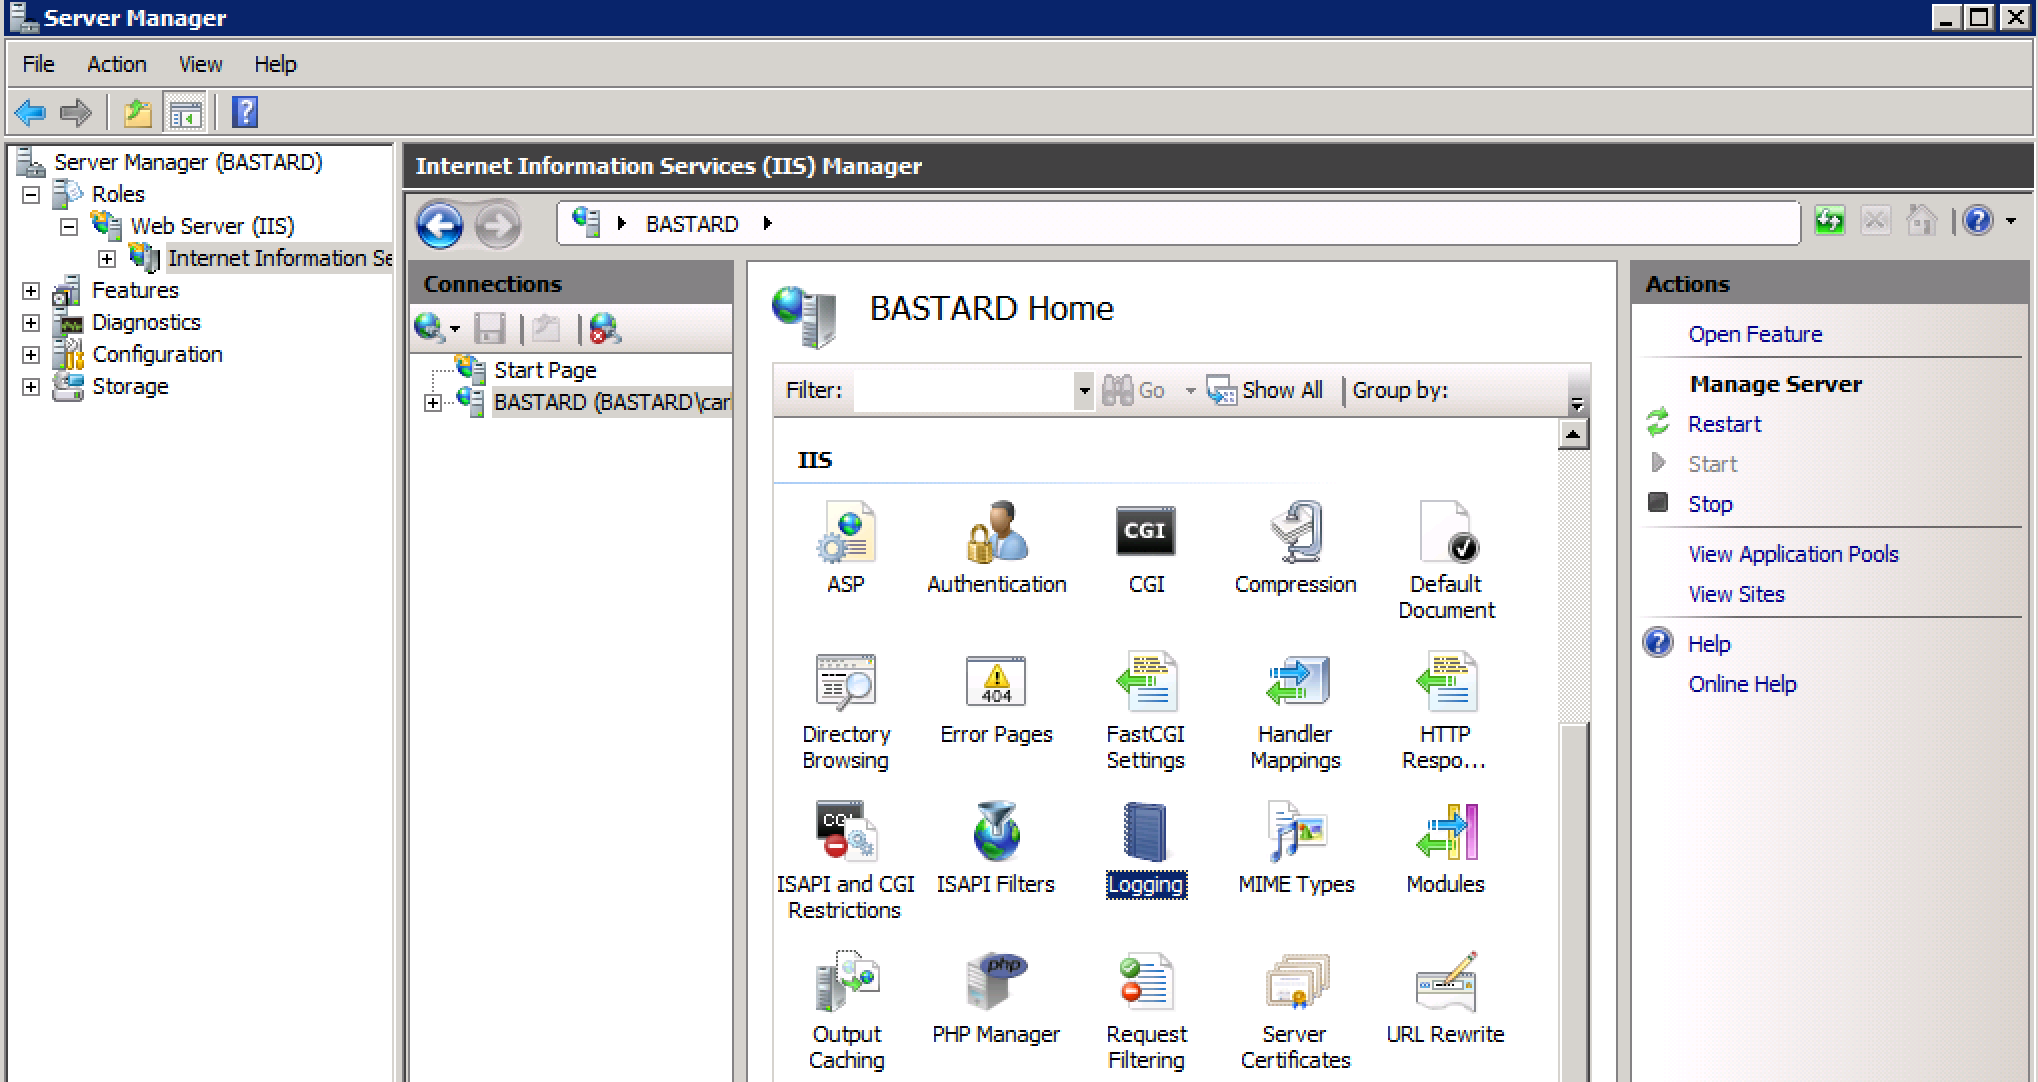 Server Manager
File Action View Help
Server Manager (BASTARD)
Roles
Web Server (IIS)
Internet Information Se
Features
Diagnostics
Configuration
Storage
Internet Information Services (IIS) Manager
BASTARD
Connections
Start Page
BASTARD (BASTARD\car
BASTARD Home
Filter: Go Show All Group by:
IIS
ASP Authentication CGI Compression Default
Document
Directory Error Pages FastCGI Handler HTTP
Browsing Settings Mappings Respo...
404
CGI
ISAPI and CGI ISAPI Filters Logging MIME Types Modules
Restrictions
php
Output PHP Manager Request Server URL Rewrite
Caching Filtering Certificates
Actions
Open Feature
Manage Server
Restart
Start
Stop
View Application Pools
View Sites
Help
Online Help